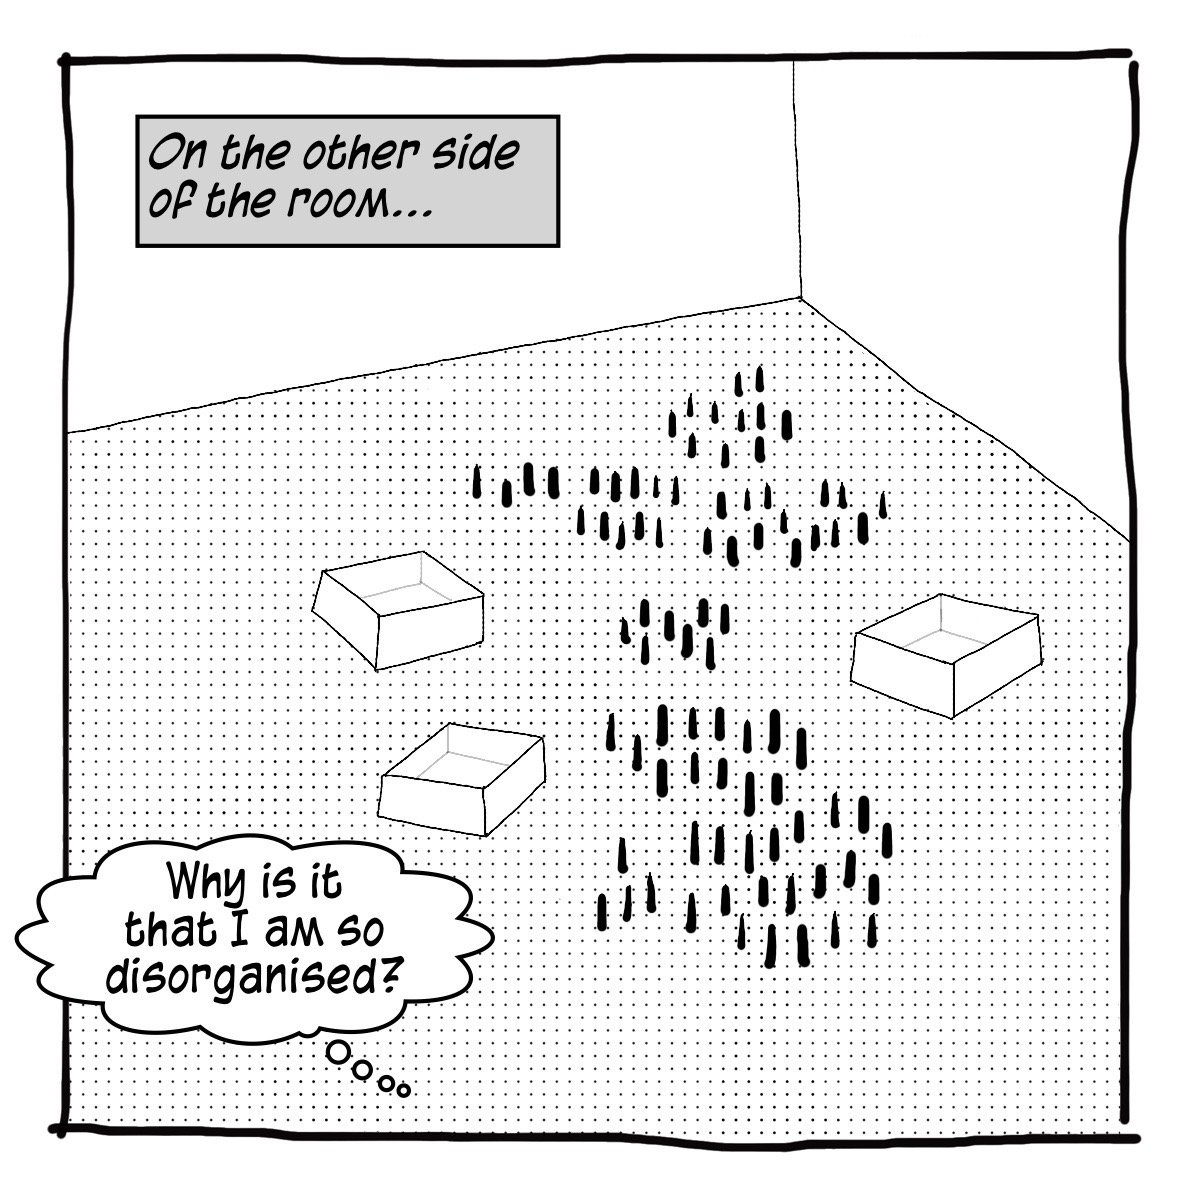 On the other side
of the room...
Why is it
that I am so
disorganised?